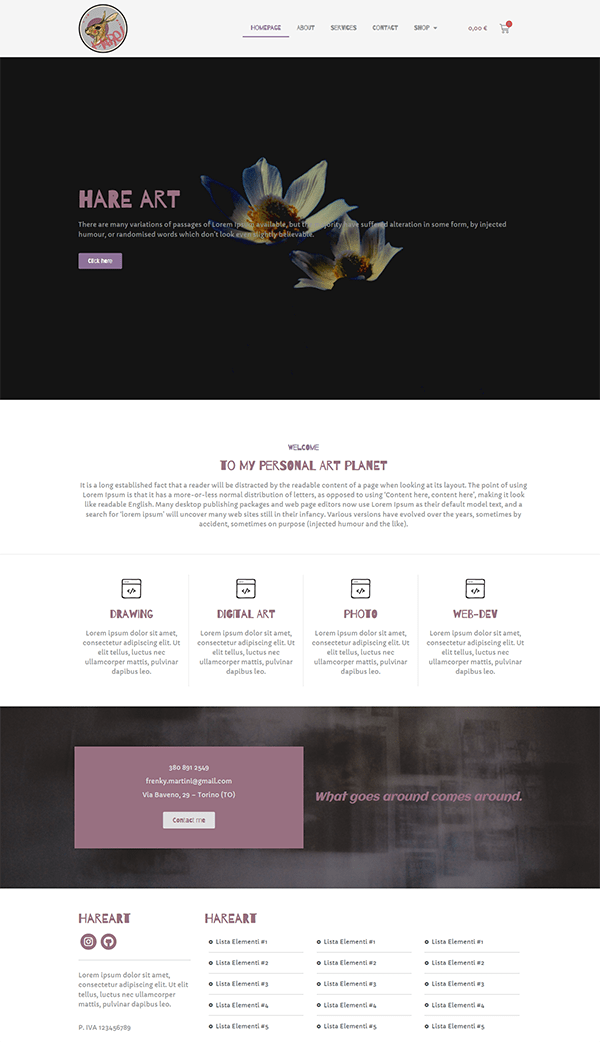 HOMEPAGE ABOUT SERVICES CONTACT SHOP 0,00 € 0
HARE ART
There are many variations of passages of Lorem Ipsum available, but the majority have suffered alteration in some form, by injected
humour, or randomised words which don't look even slightly believable.
Click here
WELCOME
TO MY PERSONAL ART PLANET
It is a long established fact that a reader will be distracted by the readable content of a page when looking at its layout. The point of using
Lorem Ipsum is that it has a more-or-less normal distribution of letters, as opposed to using 'Content here, content here', making it look
like readable English. Many desktop publishing packages and web page editors now use Lorem Ipsum as their default model text, and a
search for 'lorem ipsum' will uncover many web sites still in their infancy. Various versions have evolved over the years, sometimes by
accident, sometimes on purpose (injected humour and the like).
DRAWING
Lorem ipsum dolor sit amet,
consectetur adipiscing elit. Ut
elit tellus, luctus nec
ullamcorper mattis, pulvinar
dapibus leo.
DIGITAL ART
Lorem ipsum dolor sit amet,
consectetur adipiscing elit. Ut
elit tellus, luctus nec
ullamcorper mattis, pulvinar
dapibus leo.
PHOTO
Lorem ipsum dolor sit amet,
consectetur adipiscing elit. Ut
elit tellus, luctus nec
ullamcorper mattis, pulvinar
dapibus leo.
WEB-DEV
Lorem ipsum dolor sit amet,
consectetur adipiscing elit. Ut
elit tellus, luctus nec
ullamcorper mattis, pulvinar
dapibus leo.
380 891 2549
frenky.martini@gmail.com
Via Baveno, 29 – Torino (TO)
Contact me
What goes around comes around.
HAREART
Lorem ipsum dolor sit amet,
consectetur adipiscing elit. Ut elit
tellus, luctus nec ullamcorper
mattis, pulvinar dapibus leo.
P. IVA 123456789
HAREART
Lista Elementi #1
Lista Elementi #2
Lista Elementi #3
Lista Elementi #4
Lista Elementi #5
Lista Elementi #1
Lista Elementi #2
Lista Elementi #3
Lista Elementi #4
Lista Elementi #5
Lista Elementi #1
Lista Elementi #2
Lista Elementi #3
Lista Elementi #4
Lista Elementi #5